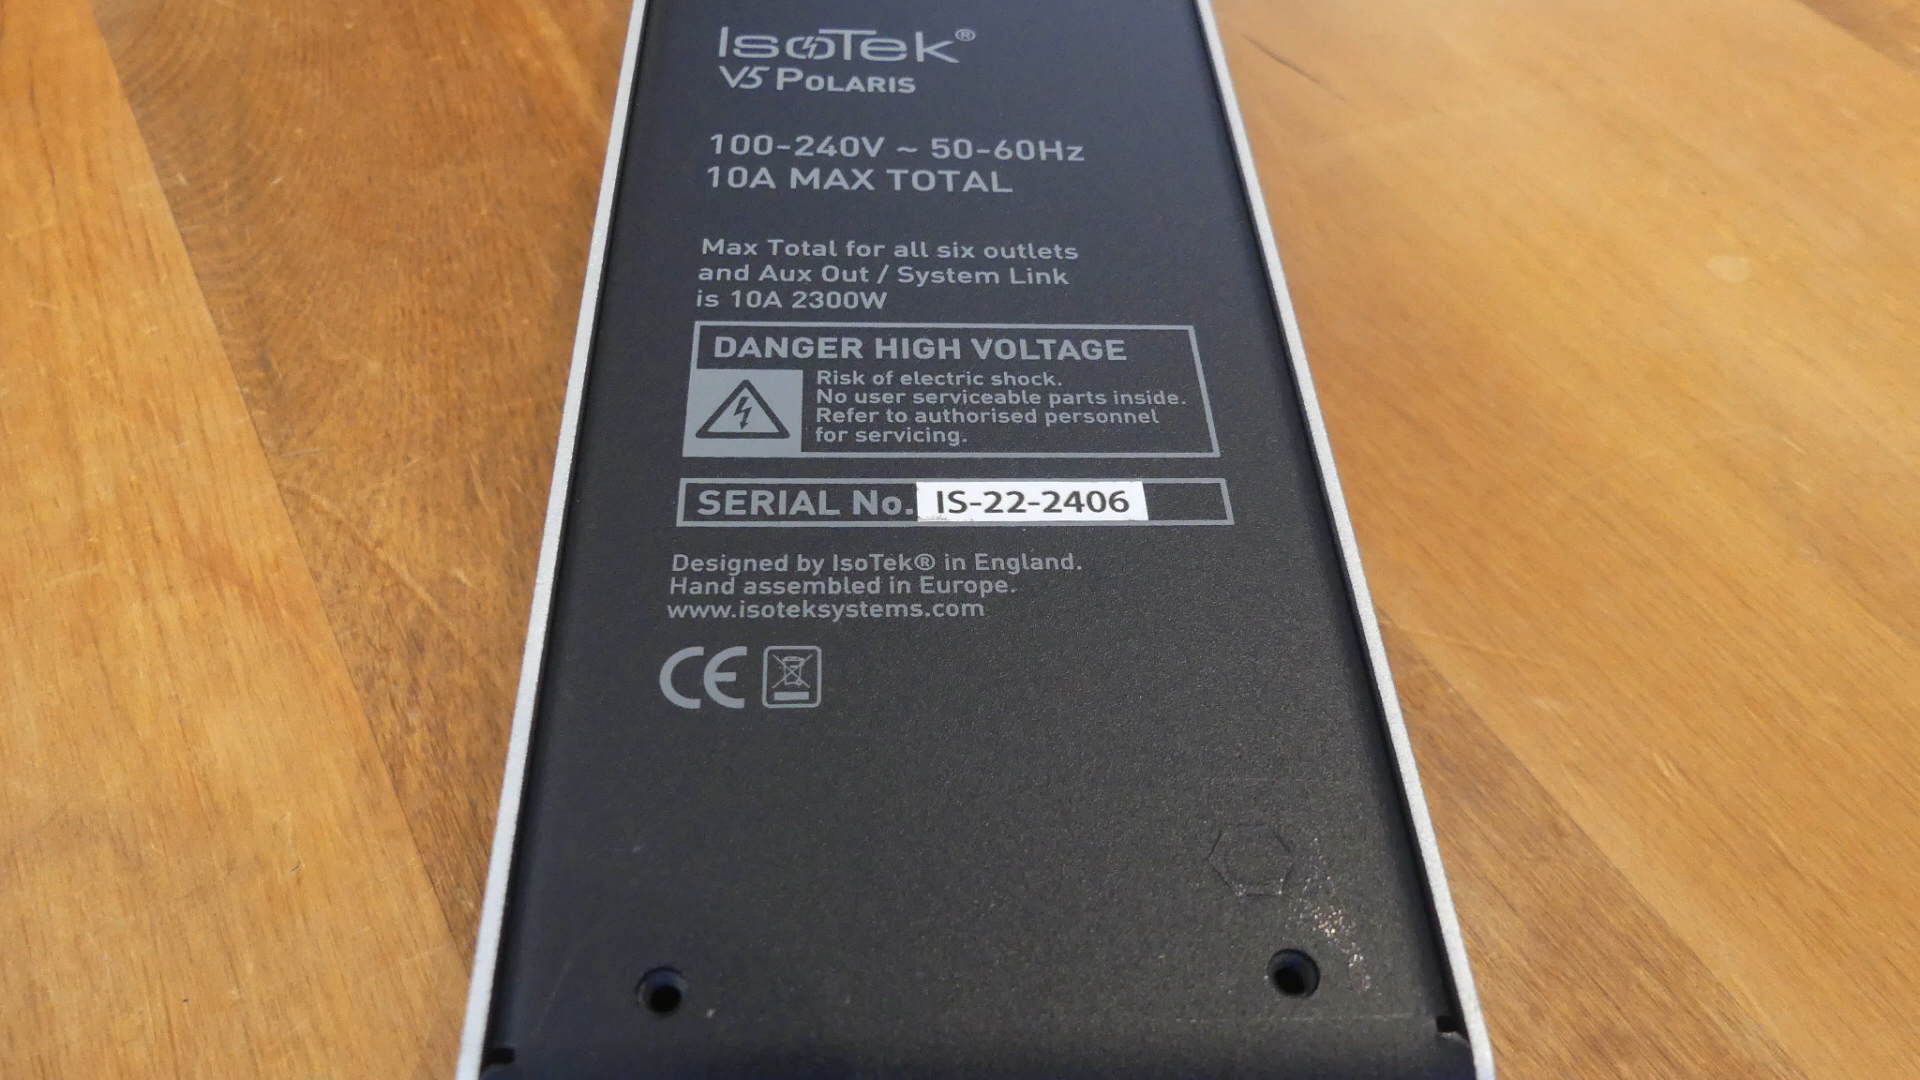 IsoTek®
V5 POLARIS
100-240V ~ 50-60Hz
10A MAX TOTAL
Max Total for all six outlets
and Aux Out / System Link
is 10A 2300W
DANGER HIGH VOLTAGE
Risk of electric shock.
No user serviceable parts inside.
Refer to authorised personnel
for servicing.
SERIAL No. IS-22-2406
Designed by IsoTek® in England.
Hand assembled in Europe.
www.isoteksystems.com
CE